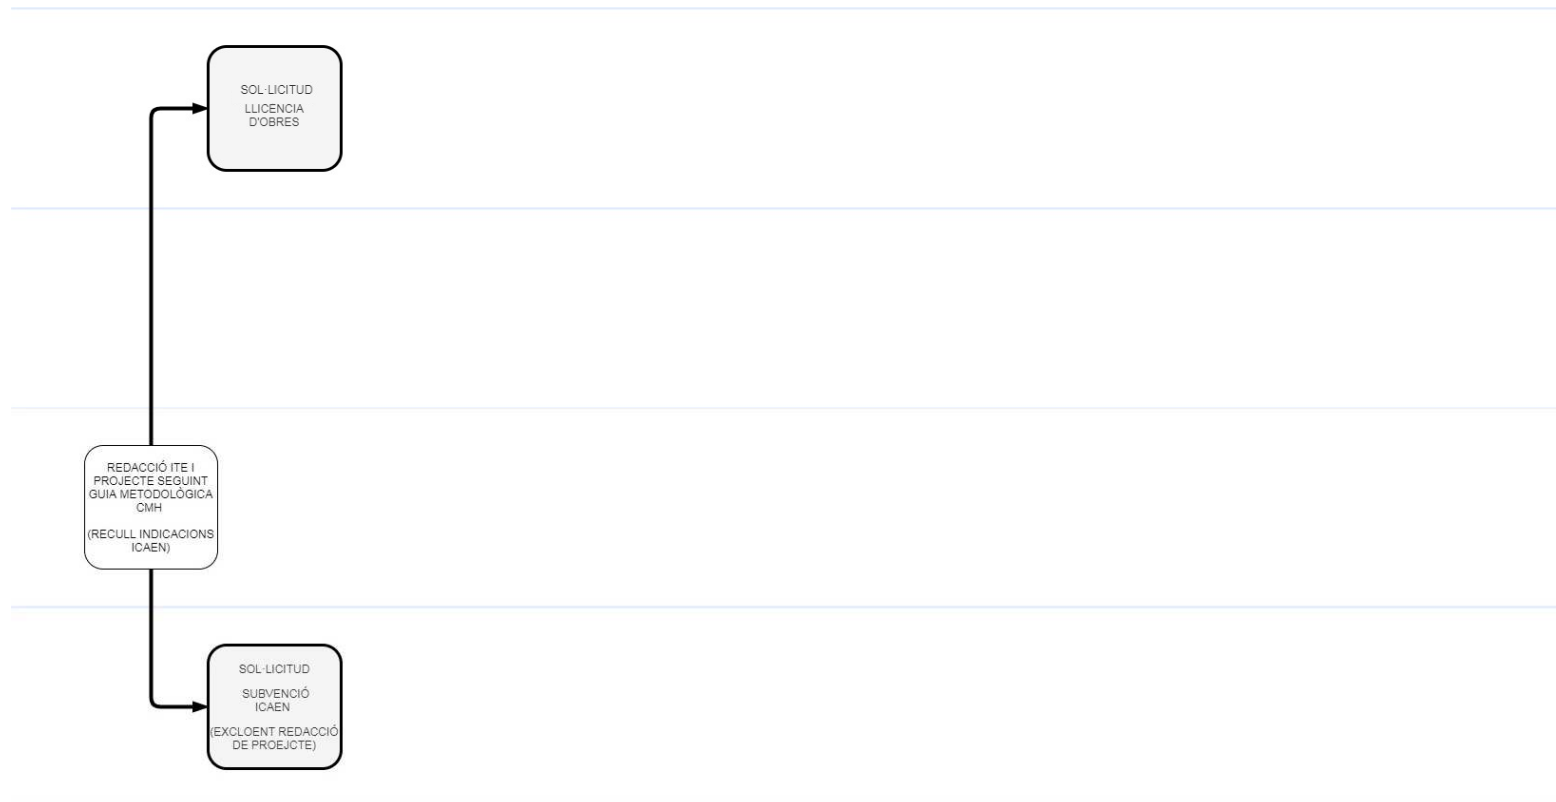 SOL·LICITUD
LLICENCIA
D'OBRES
REDACCIÓ ITE I
PROJECTE SEGUINT
GUIA METODOLÒGICA
CMH
(RECULL INDICACIONS
ICAEN)
SOL·LICITUD
SUBVENCIÓ
ICAEN
(EXCLOENT REDACCIÓ
DE PROEJCTE)